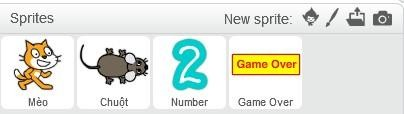 Sprites New sprite:
2 Game Over
Mèo Chuột Number Game Over